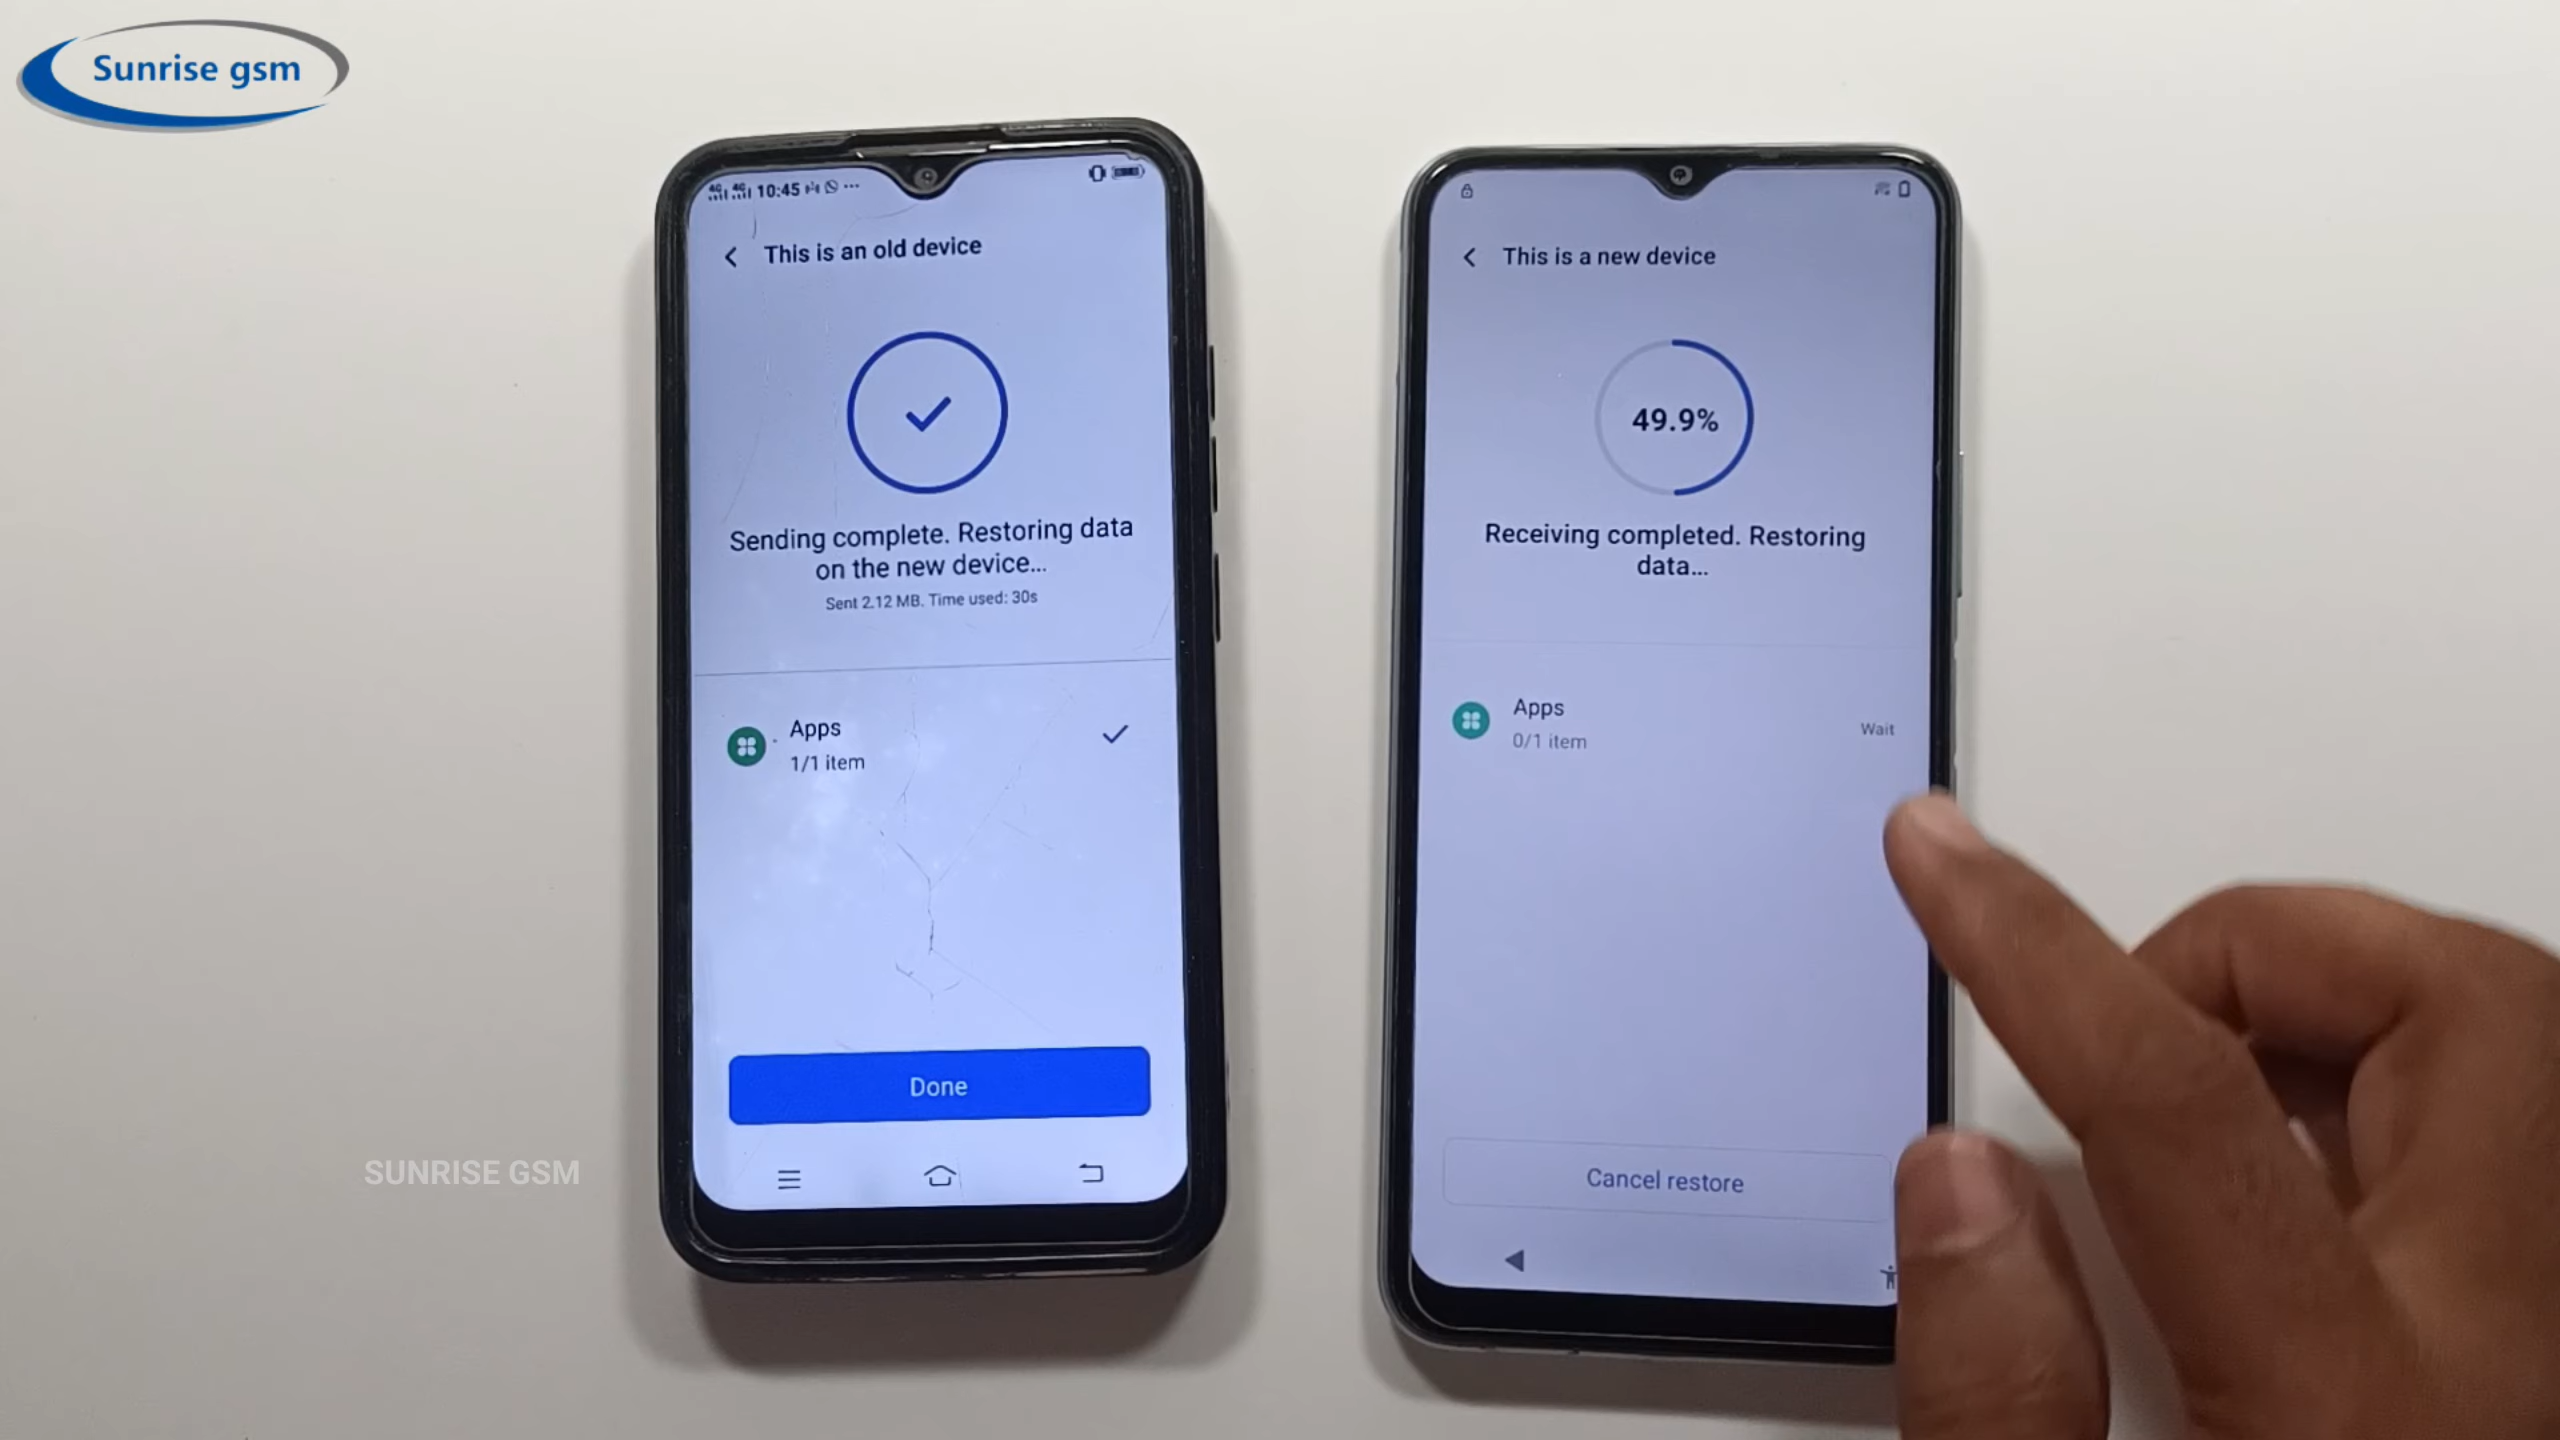 Sunrise gsm
4G 4G 10:45
This is an old device
Sending complete. Restoring data
on the new device...
Sent 2.12 MB. Time used: 30s
Apps
1/1 item
Done
SUNRISE GSM
This is a new device
49.9%
Receiving completed. Restoring
data...
Apps
0/1 item
Wait
Cancel restore